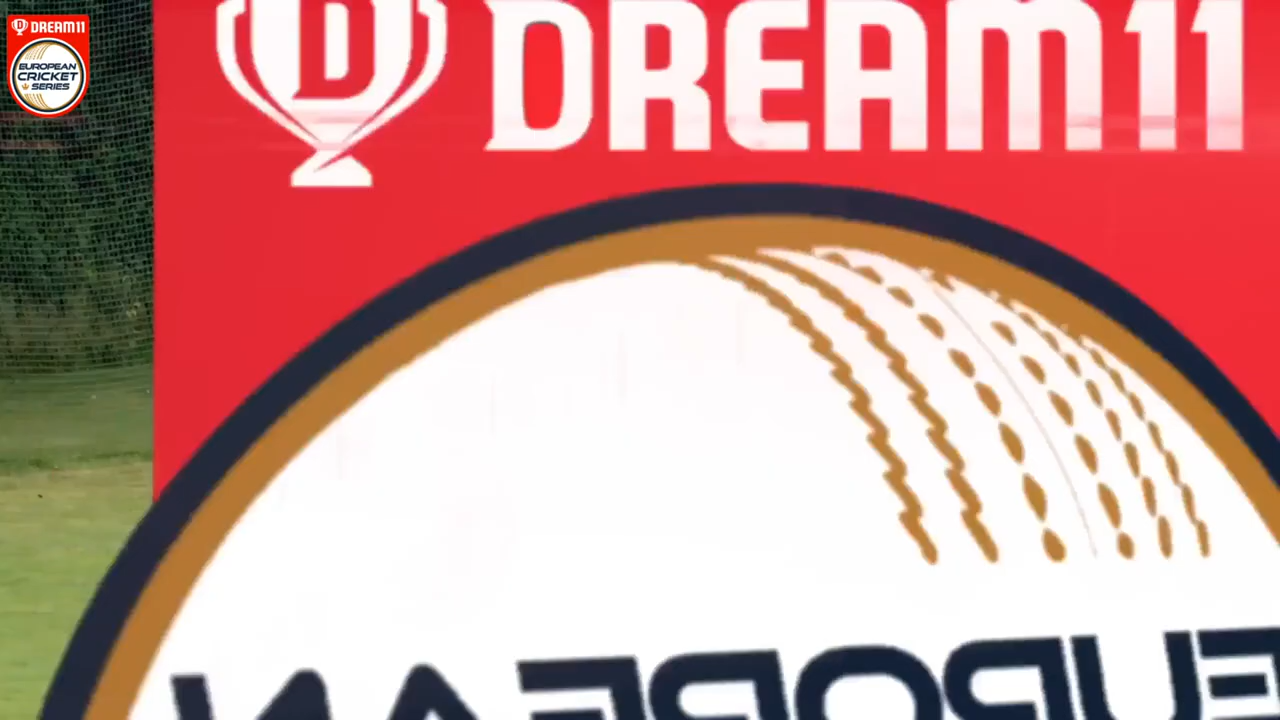 DREAM11
EUROPEAN
CRICKET
SERIES
D DREAM11
EUROPEAN